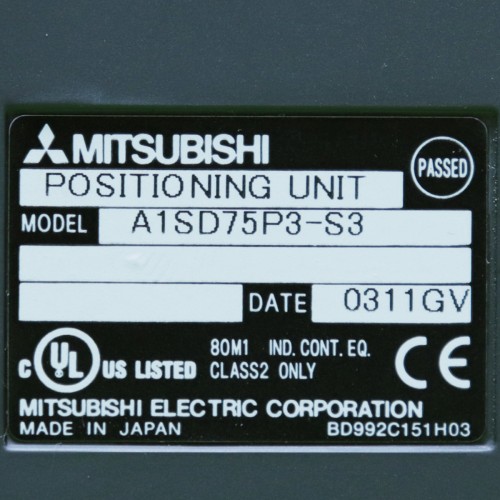 MITSUBISHI
PASSED
POSITIONING UNIT
MODEL A1SD75P3-S3
DATE 0311GV
C UL US LISTED 80M1 IND. CONT. EQ. CE
CLASS2 ONLY
MITSUBISHI ELECTRIC CORPORATION
MADE IN JAPAN BD992C151H03